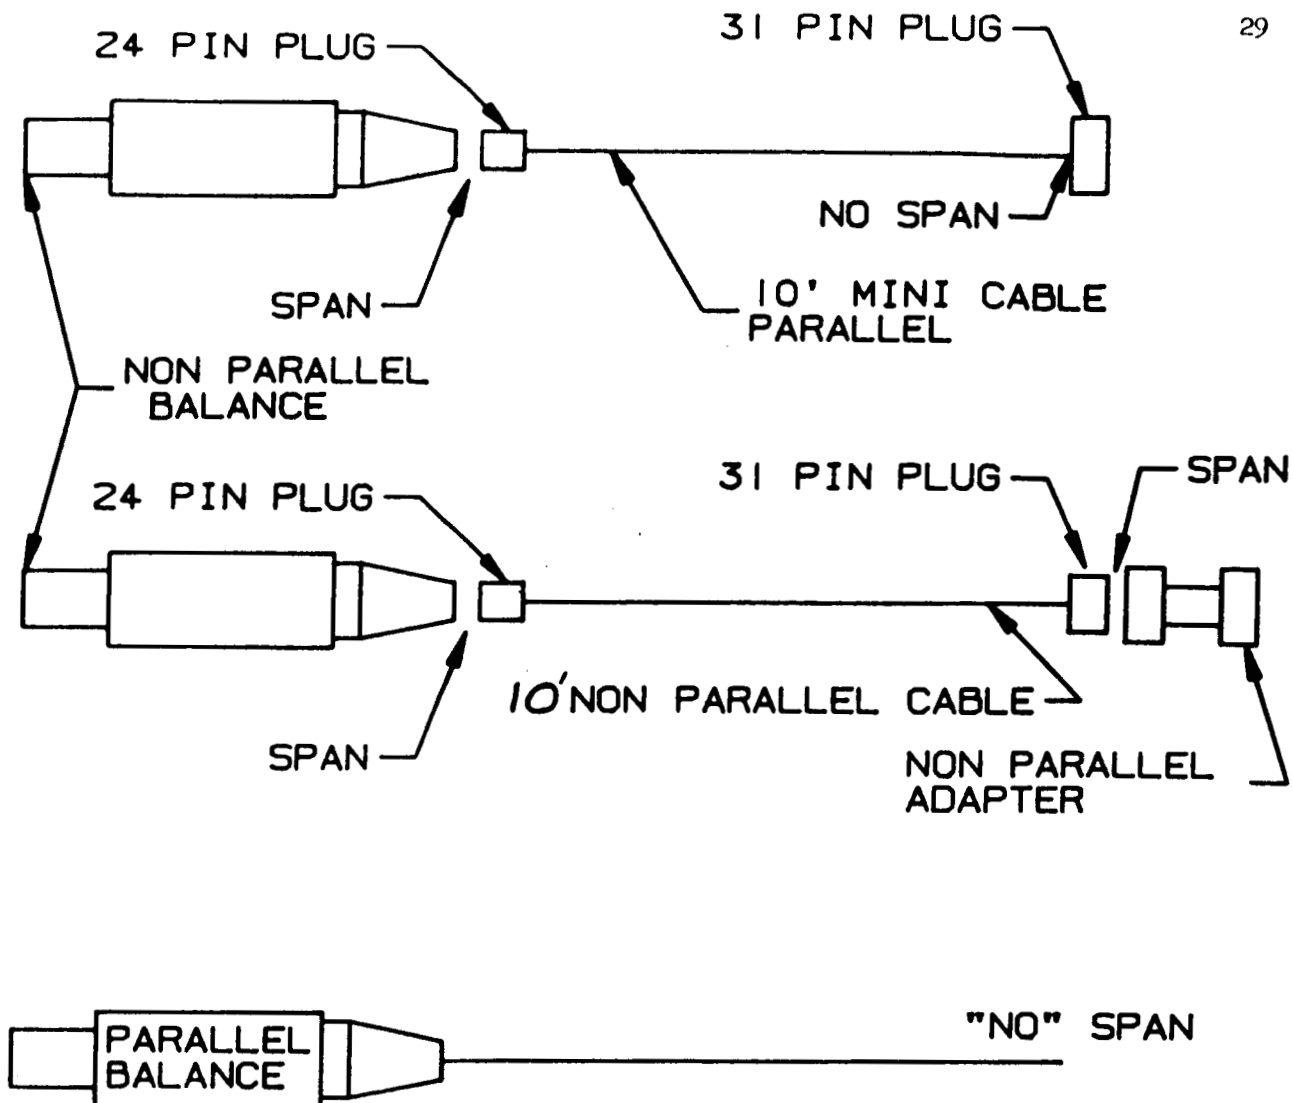 29
24 PIN PLUG
31 PIN PLUG
NO SPAN
SPAN
10' MINI CABLE
PARALLEL
NON PARALLEL
BALANCE
24 PIN PLUG
31 PIN PLUG
SPAN
10' NON PARALLEL CABLE
SPAN
NON PARALLEL
ADAPTER
"NO" SPAN
PARALLEL
BALANCE